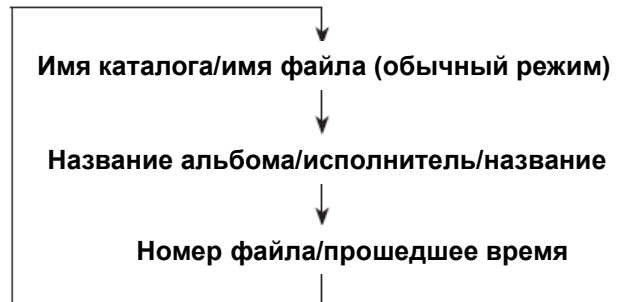 Имя каталога/имя файла (обычный режим)
Название альбома/исполнитель/название
Номер файла/прошедшее время